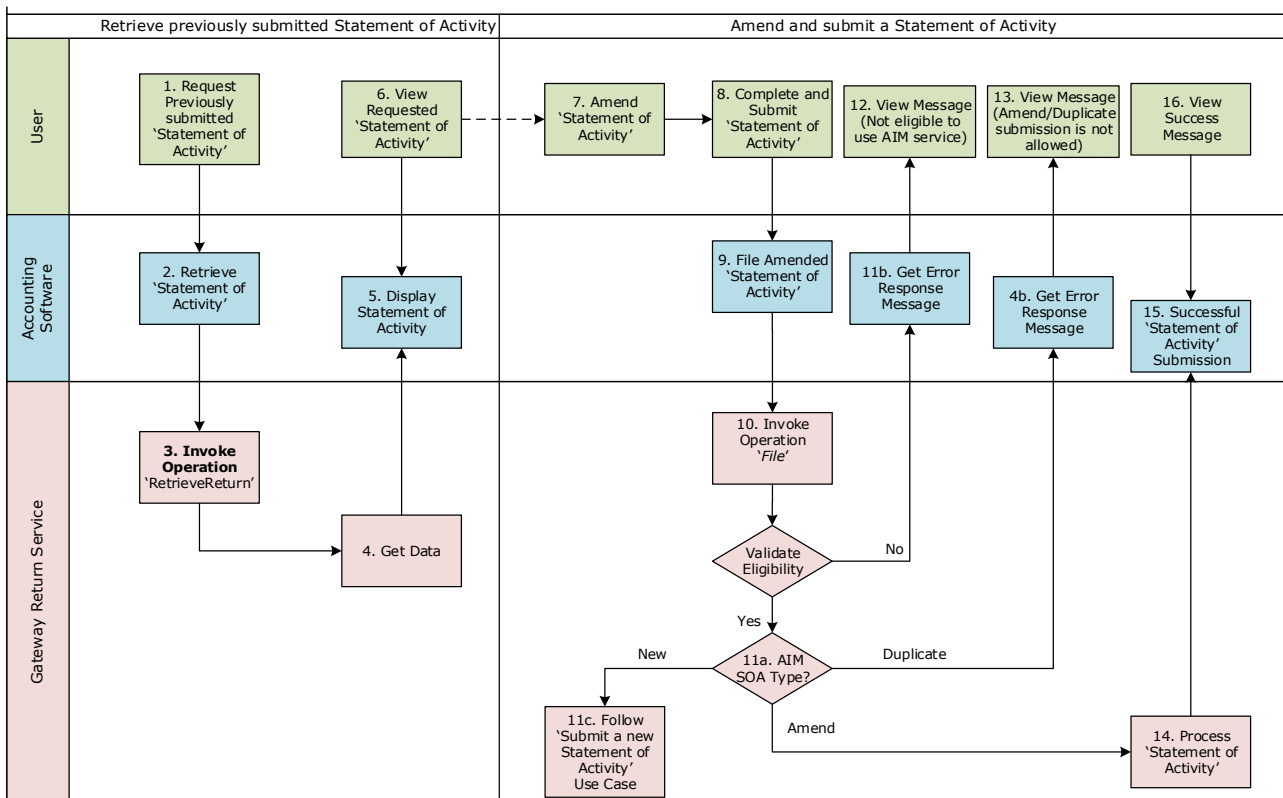 Retrieve previously submitted Statement of Activity
Amend and submit a Statement of Activity
User
1. Request
Previously
submitted
‘Statement of
Activity’
6. View
Requested
‘Statement of
Activity’
7. Amend
‘Statement of
Activity’
8. Complete and
Submit
‘Statement of
Activity’
12. View Message
(Not eligible to
use AIM service)
13. View Message
(Amend/Duplicate
submission is not
allowed)
16. View
Success
Message
Accounting
Software
2. Retrieve
‘Statement of
Activity’
5. Display
Statement of
Activity
9. File Amended
‘Statement of
Activity’
11b. Get Error
Response
Message
4b. Get Error
Response
Message
15. Successful
‘Statement of
Activity’
Submission
Gateway Return Service
3. Invoke
Operation
‘RetrieveReturn’
4. Get Data
10. Invoke
Operation
‘File’
Validate
Eligibility
No
Yes
11a. AIM
SOA Type?
New
Duplicate
Amend
11c. Follow
‘Submit a new
Statement of
Activity’
Use Case
14. Process
‘Statement of
Activity’